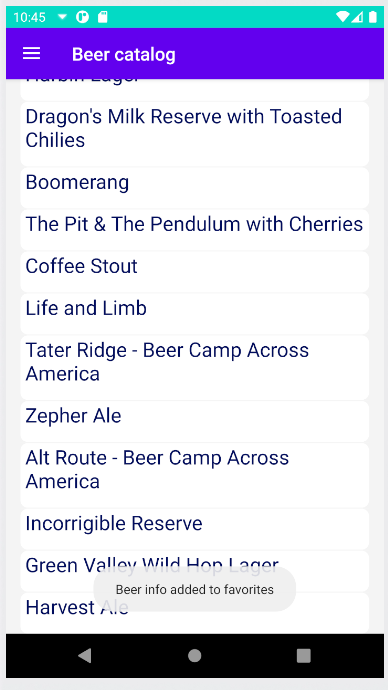 10:45
Beer catalog
Harbin Lager
Dragon's Milk Reserve with Toasted
Chilies
Boomerang
The Pit & The Pendulum with Cherries
Coffee Stout
Life and Limb
Tater Ridge - Beer Camp Across
America
Zepher Ale
Alt Route - Beer Camp Across
America
Incorrigible Reserve
Green Valley Wild Hop Lager
Beer info added to favorites
Harvest Ale